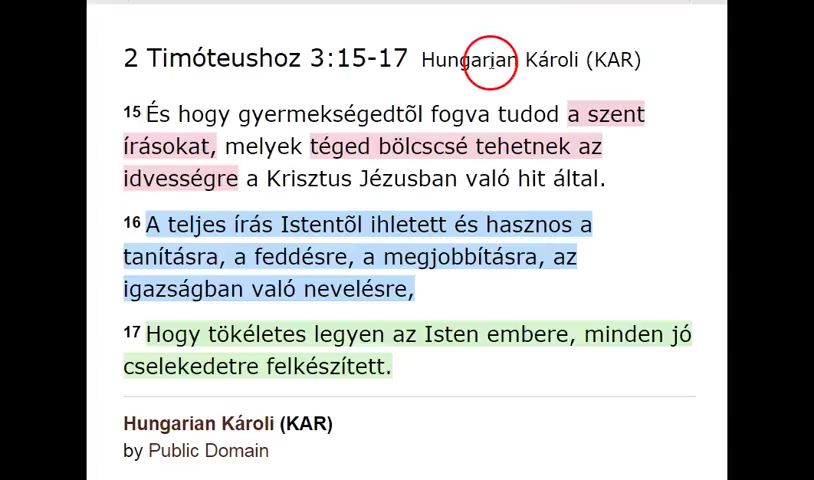 2 Timóteushoz 3:15-17 Hungarian Károli (KAR)
15 És hogy gyermekségedtõl fogva tudod a szent
írásokat, melyek téged bölcscsé tehetnek az
idvességre a Krisztus Jézusban való hit által.
16 A teljes írás Istentõl ihletett és hasznos a
tanításra, a feddésre, a megjobbításra, az
igazságban való nevelésre,
17 Hogy tökéletes legyen az Isten embere, minden jó
cselekedetre felkészített.
Hungarian Károli (KAR)
by Public Domain